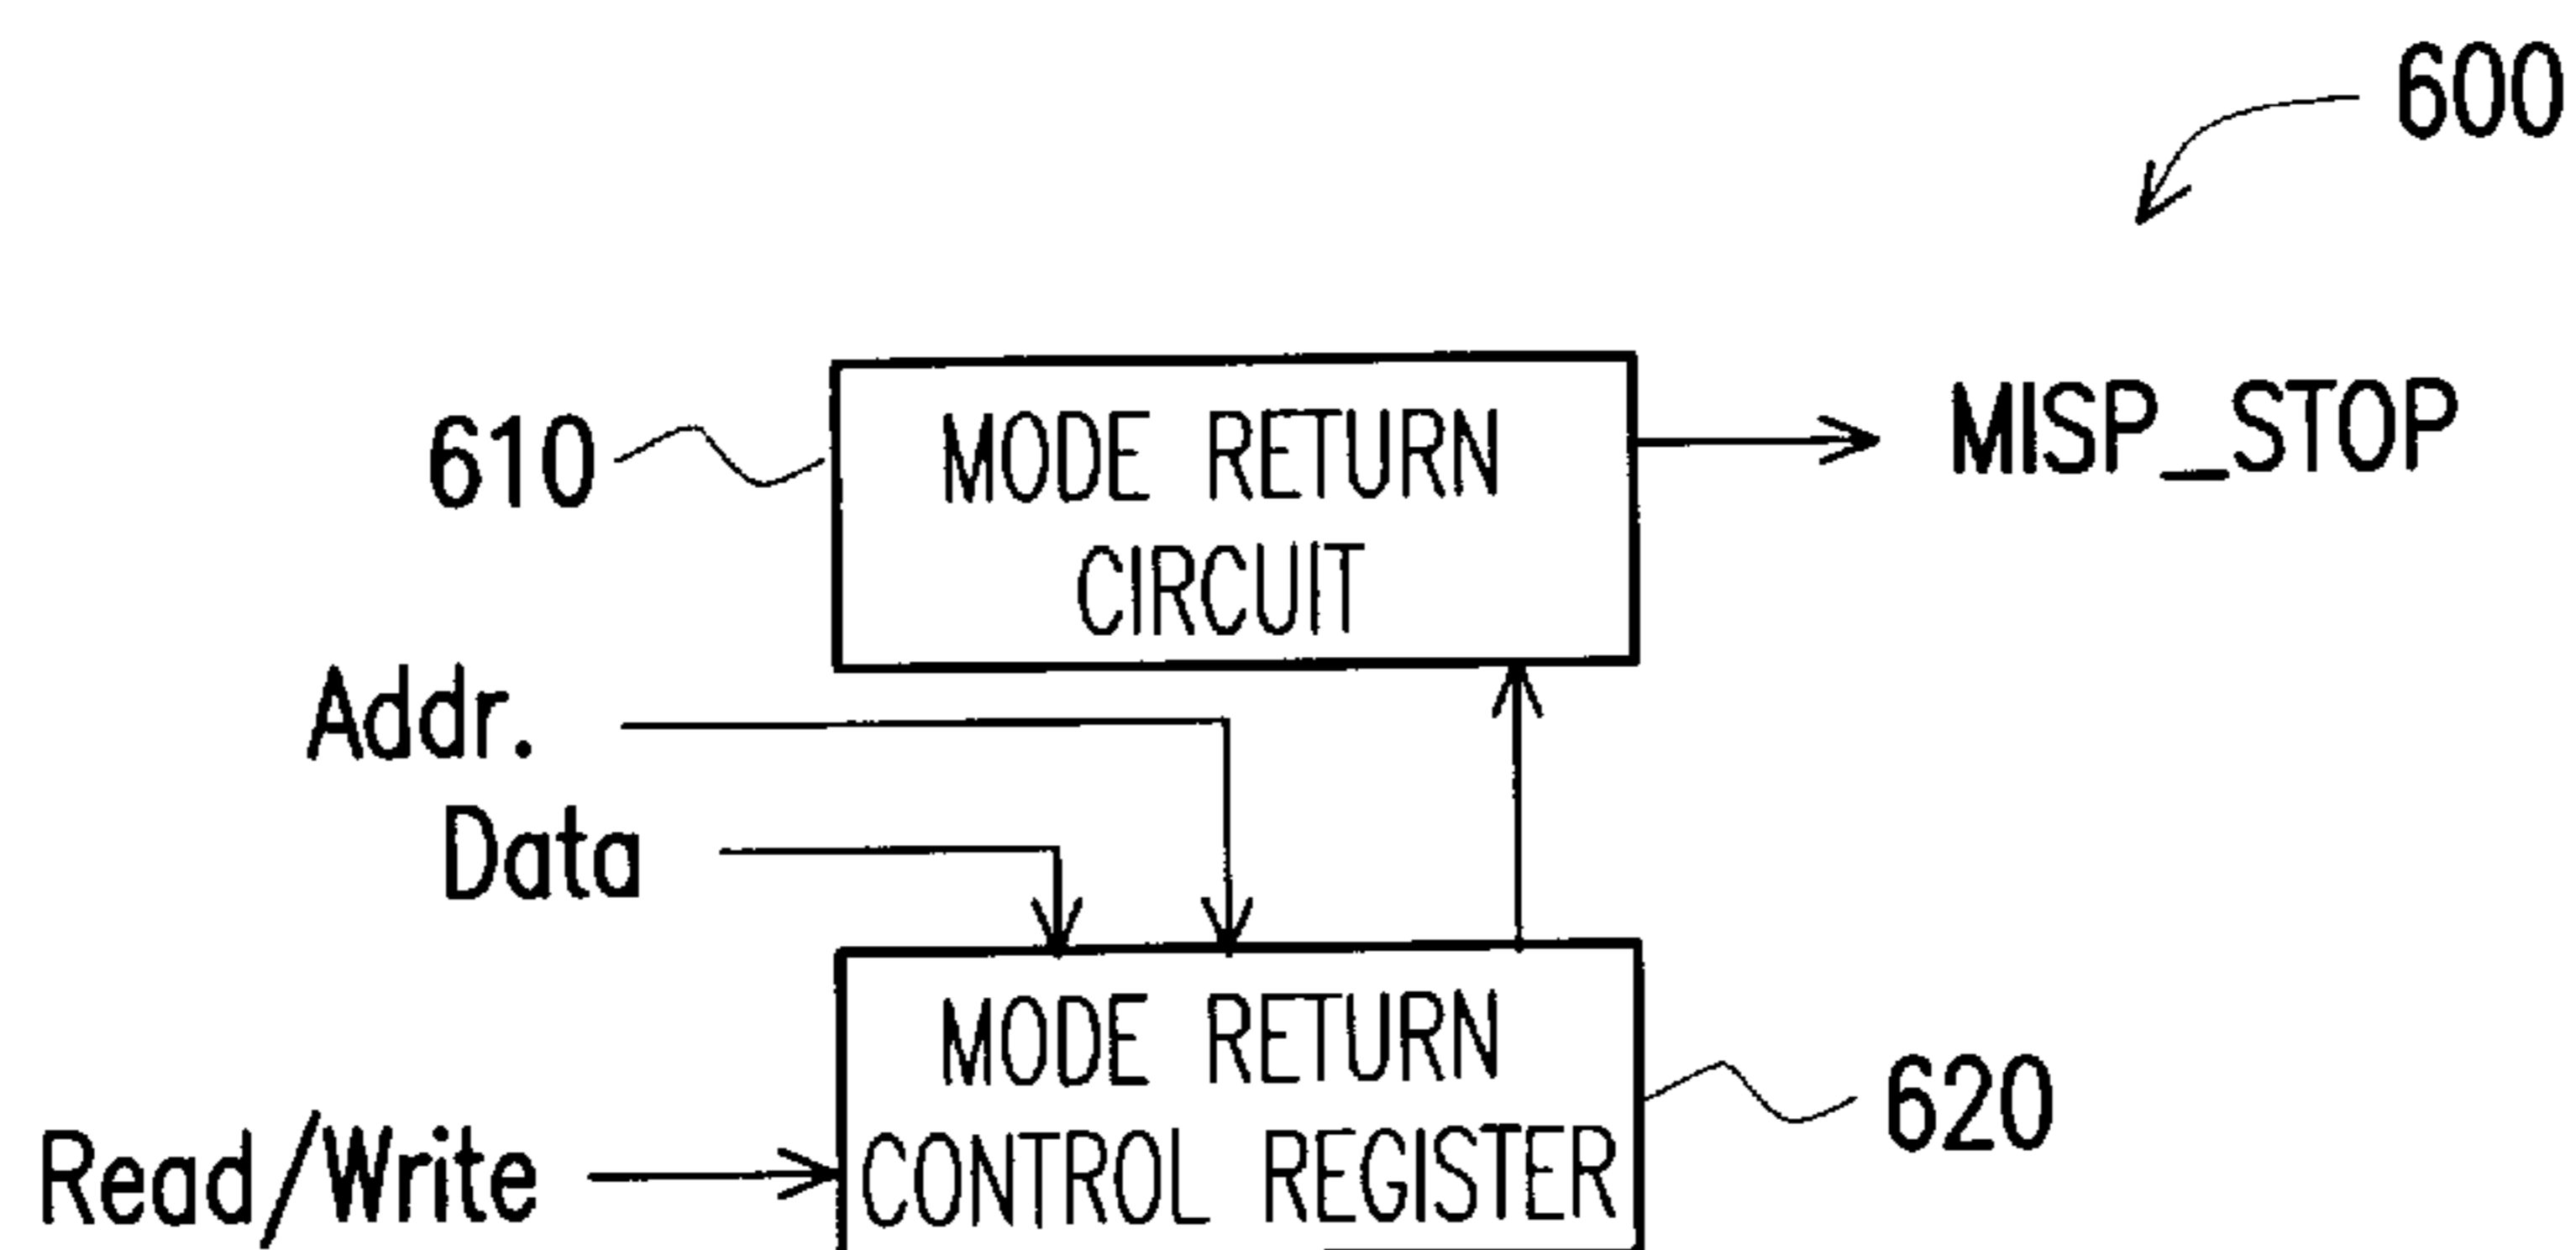 600
610
MODE RETURN
CIRCUIT
MISP_STOP
Addr.
Data
MODE RETURN
CONTROL REGISTER
620
Read/Write